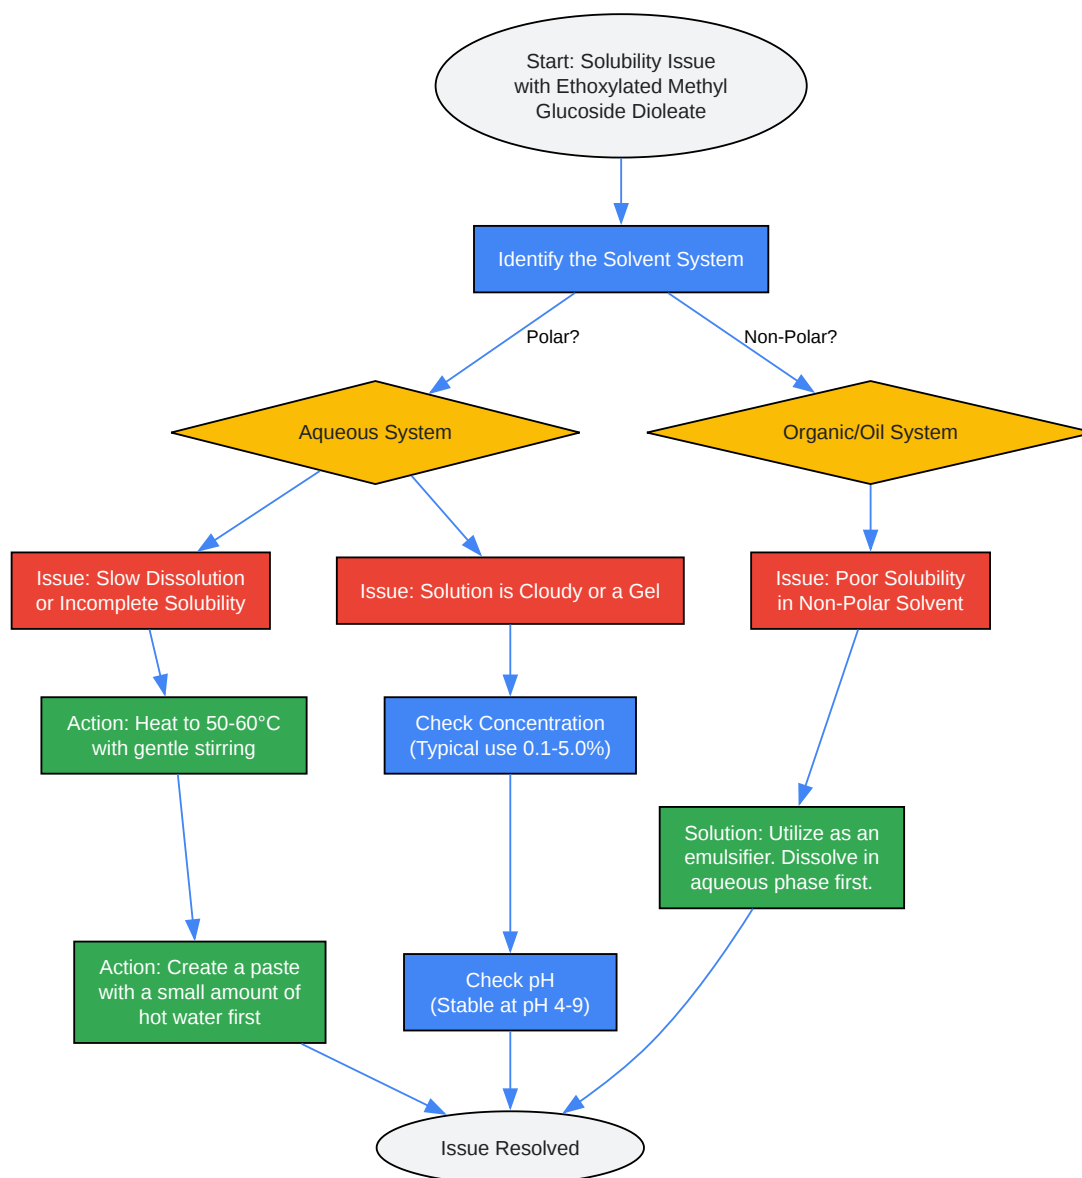 Start: Solubility Issue
with Ethoxylated Methyl
Glucoside Dioleate
Identify the Solvent System
Polar?
Non-Polar?
Aqueous System
Organic/Oil System
Issue: Slow Dissolution
or Incomplete Solubility
Issue: Solution is Cloudy or a Gel
Issue: Poor Solubility
in Non-Polar Solvent
Action: Heat to 50-60°C
with gentle stirring
Check Concentration
(Typical use 0.1-5.0%)
Solution: Utilize as an
emulsifier. Dissolve in
aqueous phase first.
Action: Create a paste
with a small amount of
hot water first
Check pH
(Stable at pH 4-9)
Issue Resolved